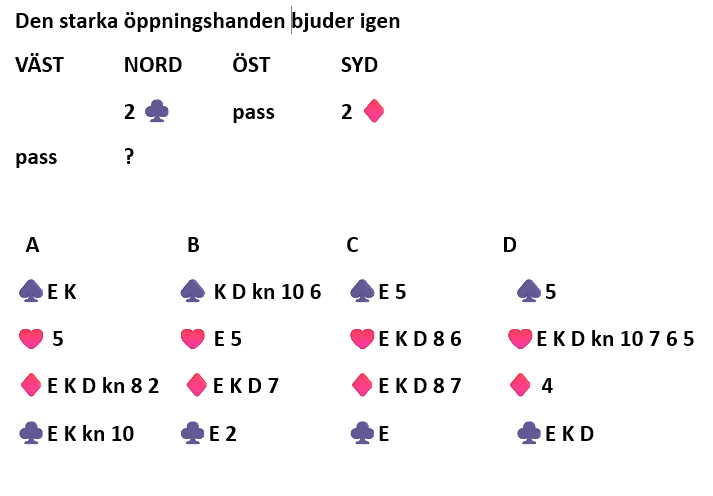 Den starka öppningshanden bjuder igen
VÄST NORD ÖST SYD
2 ♣ pass 2 ♦
pass ?
A B C D
♠ E K ♠ K D kn 10 6 ♠ E 5 ♠ 5
♥ 5 ♥ E 5 ♥ E K D 8 6 ♥ E K D kn 10 7 6 5
♦ E K D kn 8 2 ♦ E K D 7 ♦ E K D 8 7 ♦ 4
♣ E K kn 10 ♣ E 2 ♣ E ♣ E K D